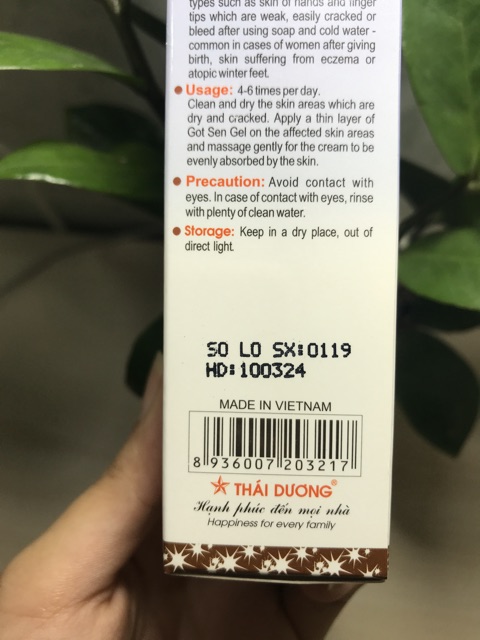 types such as skin of hands and finger
tips which are weak, easily cracked or
bleed after using soap and cold water -
common in cases of women after giving
birth, skin suffering from eczema or
atopic winter feet.
Usage: 4-6 times per day.
Clean and dry the skin areas which are
dry and cracked. Apply a thin layer of
Got Sen Gel on the affected skin areas
and massage gently for the cream to be
evenly absorbed by the skin.
Precaution: Avoid contact with
eyes. In case of contact with eyes, rinse
with plenty of clean water.
Storage: Keep in a dry place, out of
direct light.
SO LO SX:0119
HD:100324
MADE IN VIETNAM
8 936007 203217
THÁI DƯƠNG®
Hạnh phúc đến mọi nhà
Happiness for every family